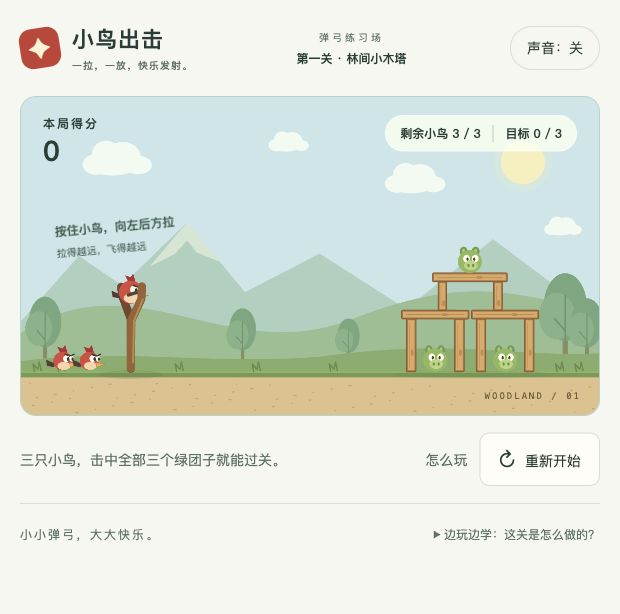 小鸟出击
一拉，一放，快乐发射。
弹弓练习场
第一关 · 林间小木塔
声音：关
本局得分
0
剩余小鸟 3 / 3
目标 0 / 3
按住小鸟，向左后方拉
拉得越远，飞得越远
WOODLAND / 01
三只小鸟，击中全部三个绿团子就能过关。
怎么玩
重新开始
小小弹弓，大大快乐。
▶ 边玩边学：这关是怎么做的?